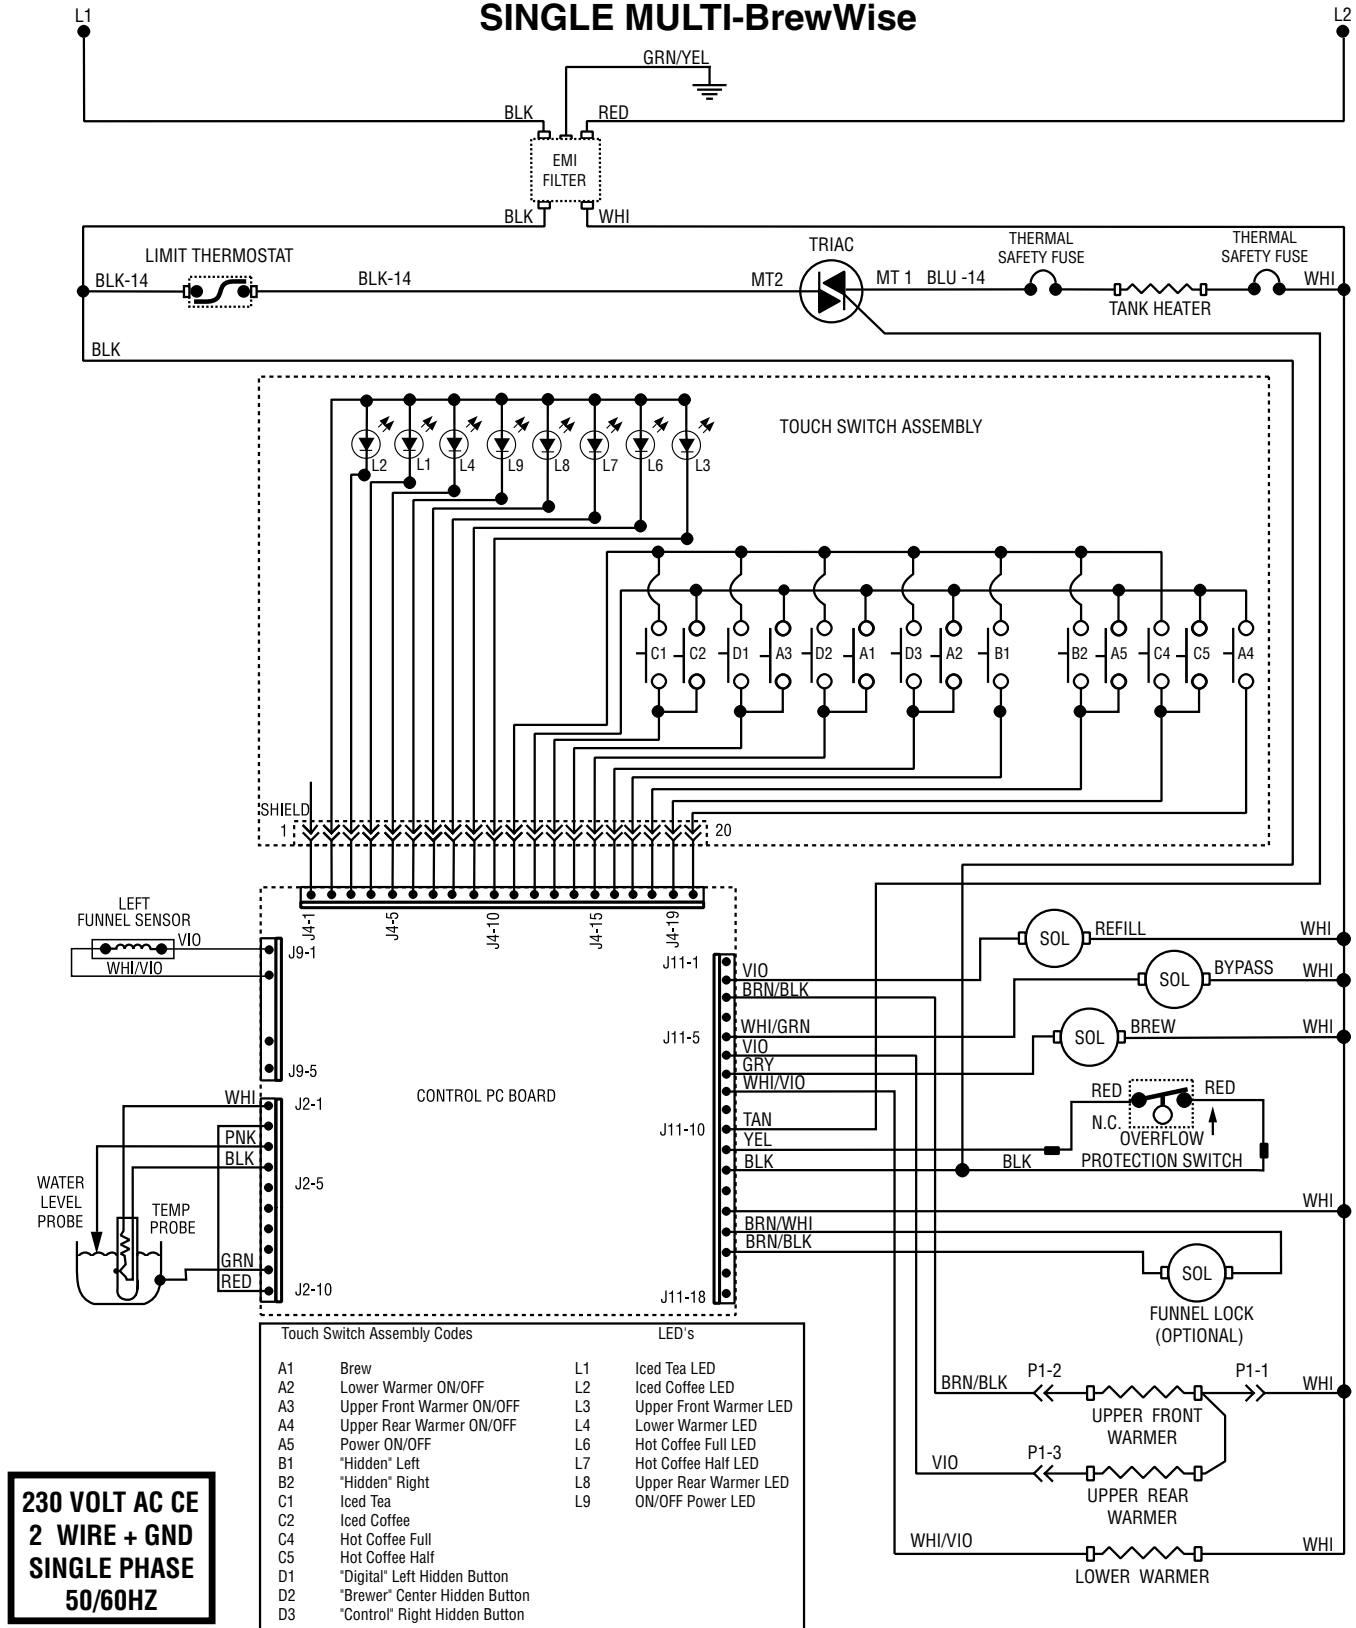 SINGLE MULTI-BrewWise
L1
L2
GRN/YEL
BLK
RED
EMI
FILTER
BLK
WHI
LIMIT THERMOSTAT
TRIAC
THERMAL
SAFETY FUSE
THERMAL
SAFETY FUSE
BLK-14
BLK-14
MT2
MT 1
BLU -14
WHI
TANK HEATER
BLK
TOUCH SWITCH ASSEMBLY
L2
L1
L4
L9
L8
L7
L6
L3
C1
C2
D1
A3
D2
A1
D3
A2
B1
B2
A5
C4
C5
A4
SHIELD
1
20
J4-1
J4-5
J4-10
J4-15
J4-19
LEFT
FUNNEL SENSOR
VIO
WHI/VIO
J9-1
J9-5
J11-1
VIO
BRN/BLK
REFILL
SOL
WHI
BYPASS
SOL
WHI
J11-5
WHI/GRN
VIO
GRY
WHI/VIO
BREW
SOL
WHI
CONTROL PC BOARD
WHI
J2-1
PNK
BLK
J2-5
J11-10
TAN
YEL
BLK
RED
RED
N.C.
OVERFLOW
PROTECTION SWITCH
BLK
WATER
LEVEL
PROBE
TEMP
PROBE
GRN
RED
J2-10
WHI
BRN/WHI
BRN/BLK
SOL
J11-18
FUNNEL LOCK
(OPTIONAL)
BRN/BLK
P1-2
P1-1
WHI
UPPER FRONT
WARMER
VIO
P1-3
UPPER REAR
WARMER
WHI/VIO
WHI
LOWER WARMER
Touch Switch Assembly Codes
LED's
A1 Brew L1 Iced Tea LED
A2 Lower Warmer ON/OFF L2 Iced Coffee LED
A3 Upper Front Warmer ON/OFF L3 Upper Front Warmer LED
A4 Upper Rear Warmer ON/OFF L4 Lower Warmer LED
A5 Power ON/OFF L6 Hot Coffee Full LED
B1 "Hidden" Left L7 Hot Coffee Half LED
B2 "Hidden" Right L8 Upper Rear Warmer LED
C1 Iced Tea L9 ON/OFF Power LED
C2 Iced Coffee
C4 Hot Coffee Full
C5 Hot Coffee Half
D1 "Digital" Left Hidden Button
D2 "Brewer" Center Hidden Button
D3 "Control" Right Hidden Button
230 VOLT AC CE
2 WIRE + GND
SINGLE PHASE
50/60HZ